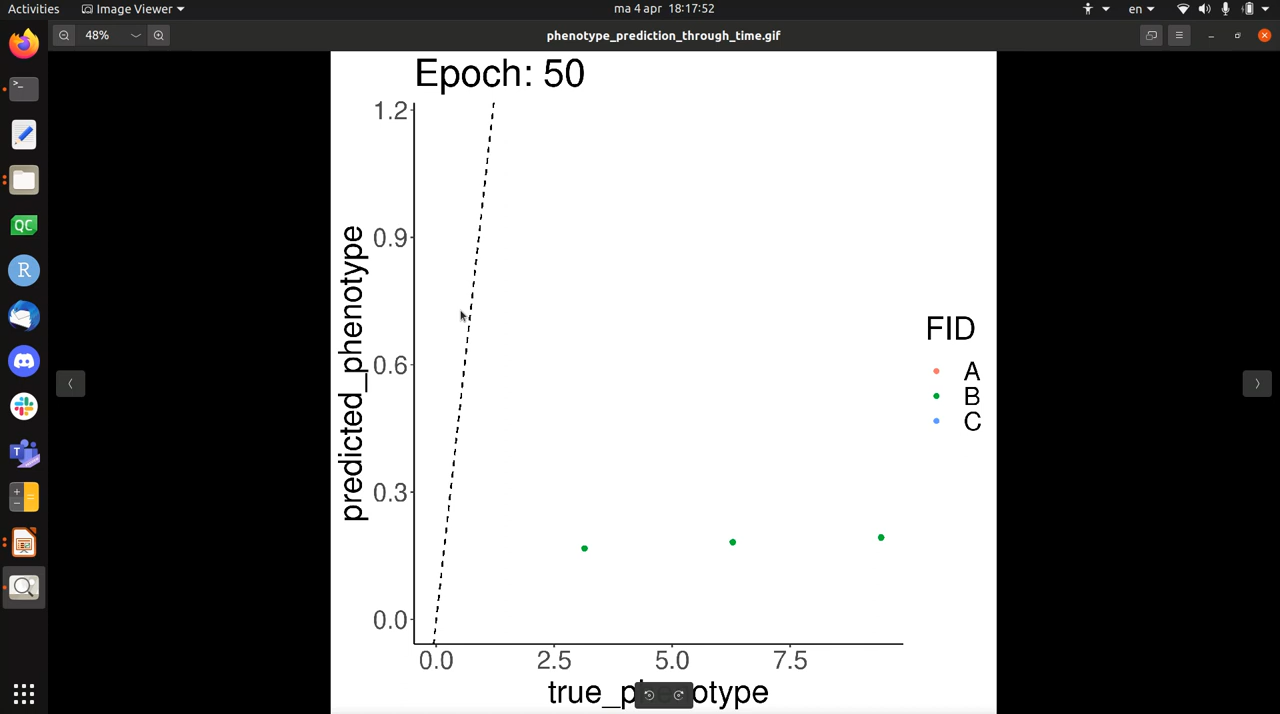 Activities Image Viewer ma 4 apr 18:17:52 en
48% phenotype_prediction_through_time.gif
QC
R
Epoch: 50
1.2
0.9
0.6
0.3
0.0
predicted_phenotype
0.0 2.5 5.0 7.5
true_p otype
FID
A
B
C